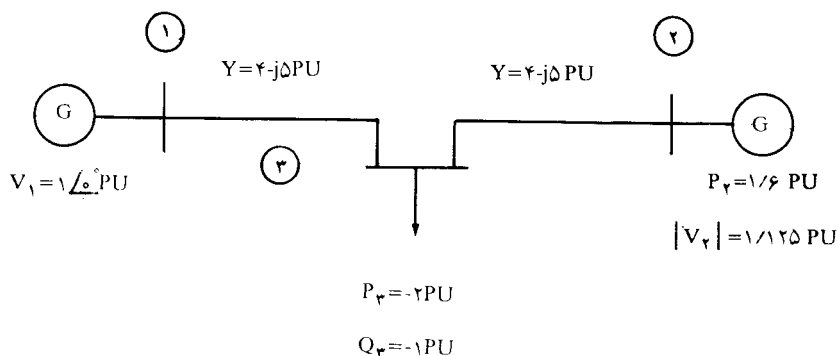 ۱
۲
Y=۴-j۵PU
Y=۴-j۵ PU
G
G
۳
V۱=۱∠۰° PU
P۲=۱/۶ PU
|V۲|=۱/۱۲۵ PU
P۳=-۲PU
Q۳=-۱PU